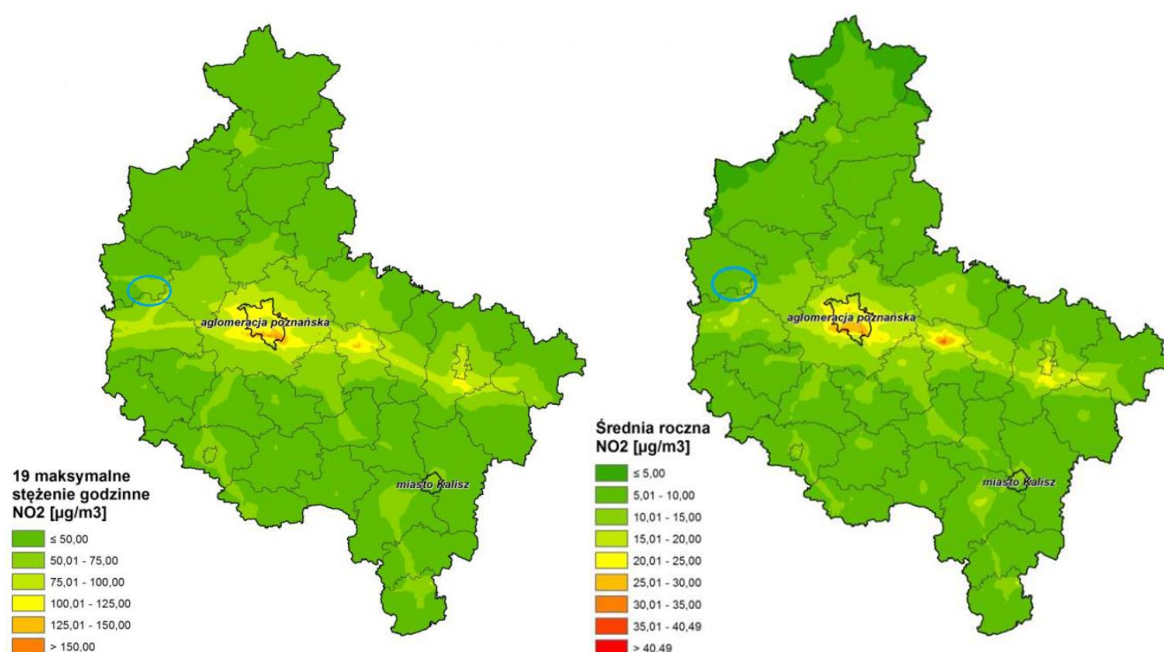 aglomeracja poznańska
miasto Kalisz
19 maksymalne
stężenie godzinne
NO2 [µg/m3]
≤ 50,00
50,01 - 75,00
75,01 - 100,00
100,01 - 125,00
125,01 - 150,00
> 150,00
aglomeracja poznańska
miasto Kalisz
Średnia roczna
NO2 [µg/m3]
≤ 5,00
5,01 - 10,00
10,01 - 15,00
15,01 - 20,00
20,01 - 25,00
25,01 - 30,00
30,01 - 35,00
35,01 - 40,49
> 40,49